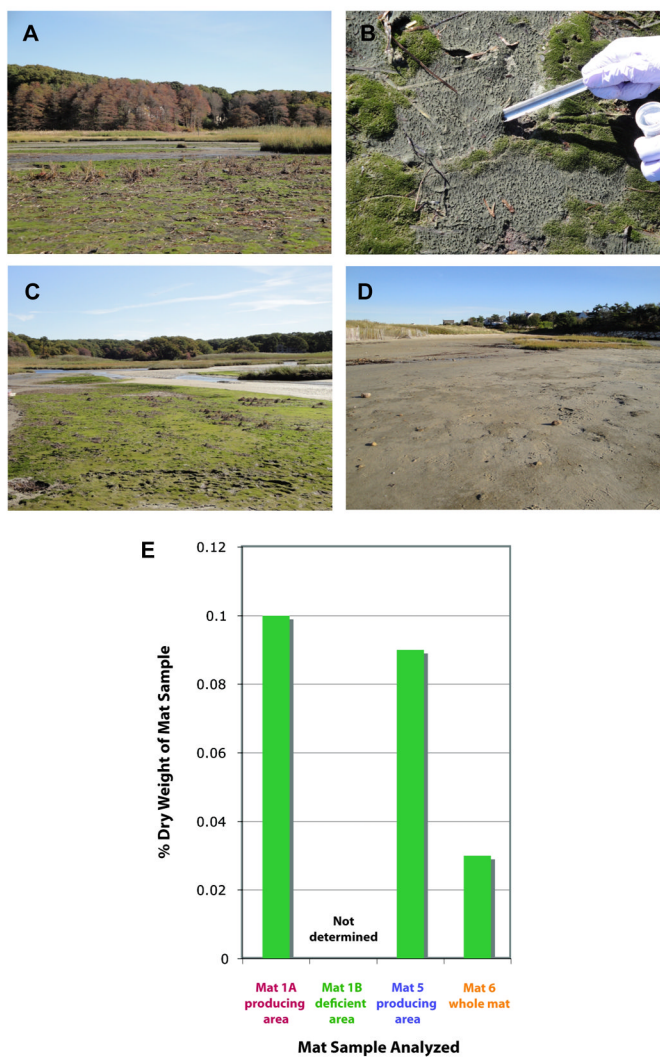 A
B
C
D
E
0.12
0.1
0.08
0.06
0.04
0.02
0
% Dry Weight of Mat Sample
Not
determined
Mat 1A
producing
area
Mat 1B
deficient
area
Mat 5
producing
area
Mat 6
whole mat
Mat Sample Analyzed